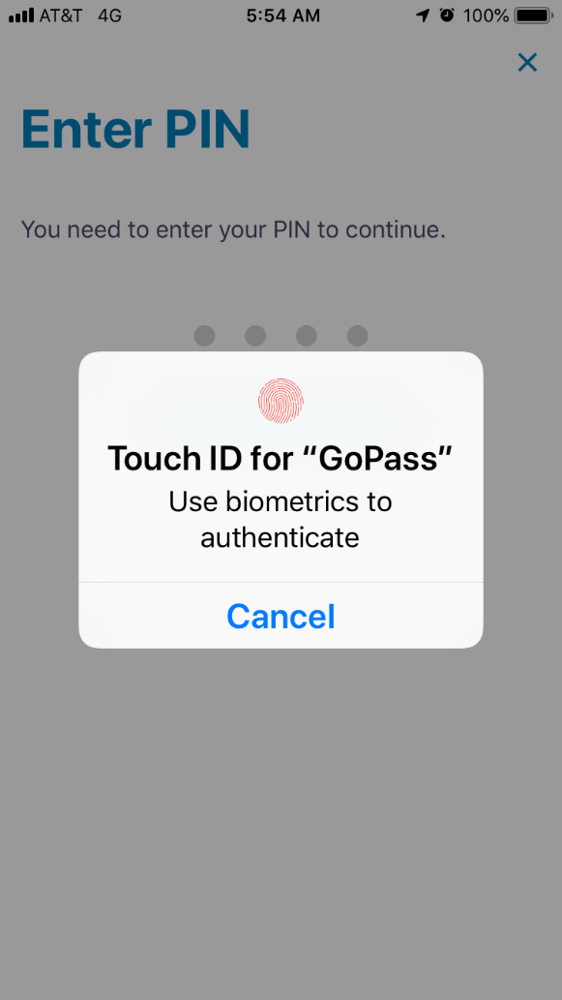 AT&T 4G 5:54 AM 100%
Enter PIN
You need to enter your PIN to continue.
Touch ID for “GoPass”
Use biometrics to
authenticate
Cancel